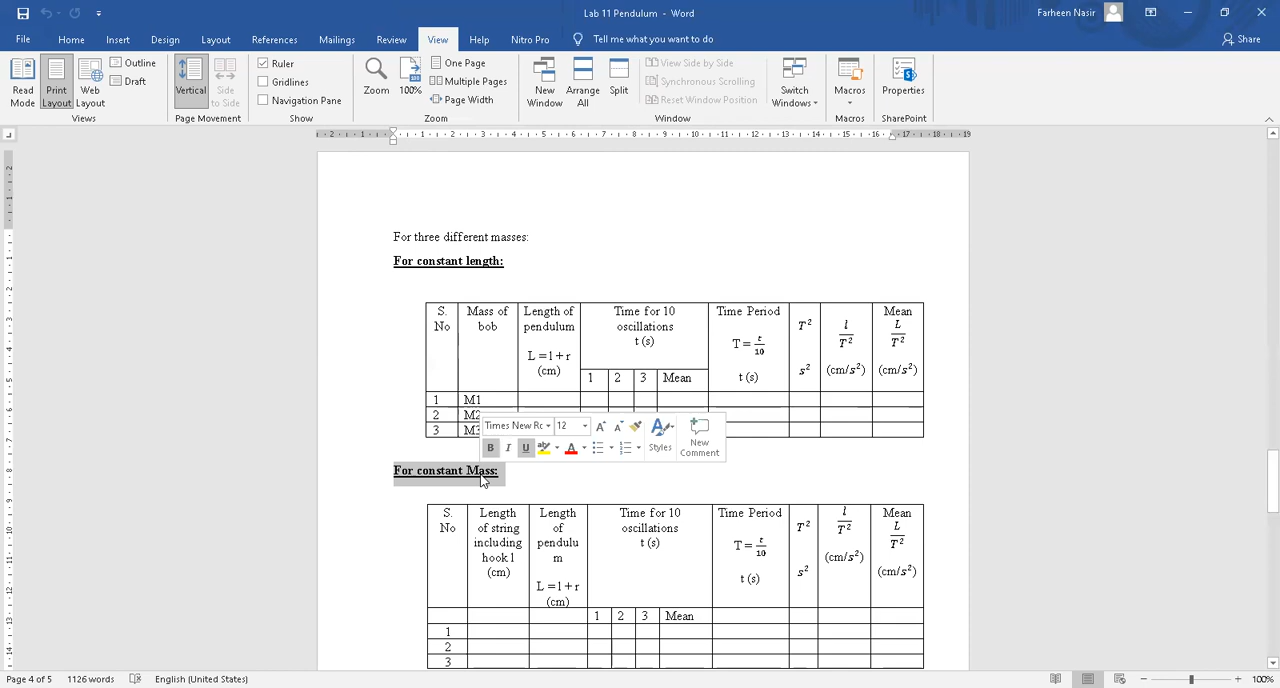 Lab 11 Pendulum - Word
Farheen Nasir
File Home Insert Design Layout References Mailings Review View Help Nitro Pro Tell me what you want to do Share
Read Mode
Print Layout
Web Layout
Outline
Draft
Views
Vertical
Side to Side
Page Movement
Ruler
Gridlines
Navigation Pane
Show
Zoom
100%
One Page
Multiple Pages
Page Width
Zoom
New Window
Arrange All
Split
View Side by Side
Synchronous Scrolling
Reset Window Position
Window
Switch Windows
Macros
Macros
Properties
SharePoint
For three different masses:
For constant length:
S. No
Mass of bob
Length of pendulum L = l + r (cm)
Time for 10 oscillations t (s)
Time Period T = t/10 t (s)
T² s²
l/T² (cm/s²)
Mean L/T² (cm/s²)
1 2 3 Mean
1 M1
2 M2
3 M3
Times New Rc 12
B I U A Styles New Comment
For constant Mass:
S. No
Length of string including hook l (cm)
Length of pendulu m L = l + r (cm)
Time for 10 oscillations t (s)
Time Period T = t/10 t (s)
T² s²
l/T² (cm/s²)
Mean L/T² (cm/s²)
1 2 3 Mean
1
2
3
Page 4 of 5 1126 words English (United States) 100%